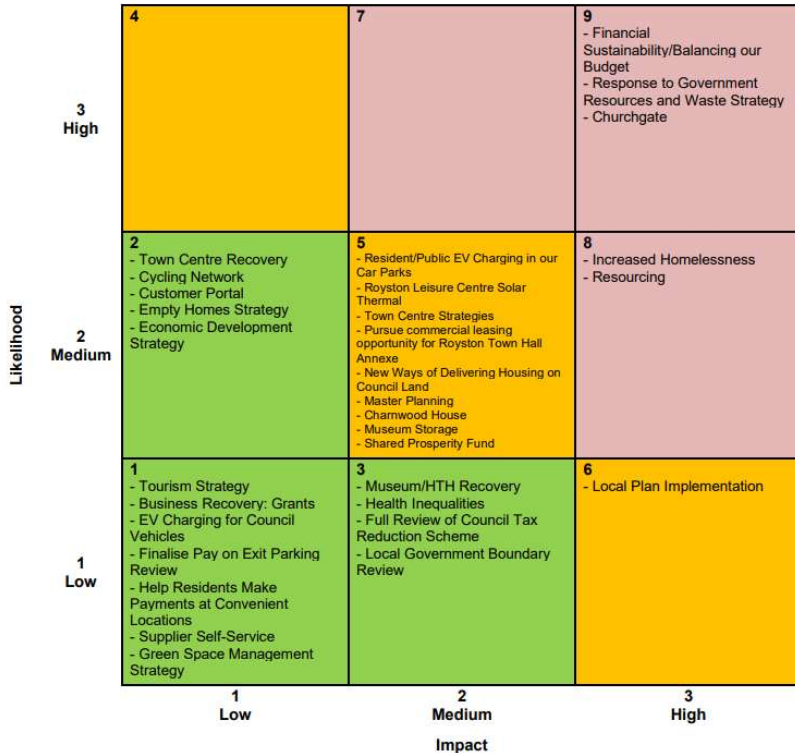 4
7
9
- Financial
Sustainability/Balancing our
Budget
- Response to Government
Resources and Waste Strategy
- Churchgate
3
High
2
- Town Centre Recovery
- Cycling Network
- Customer Portal
- Empty Homes Strategy
- Economic Development
Strategy
5
- Resident/Public EV Charging in our
Car Parks
- Royston Leisure Centre Solar
Thermal
- Town Centre Strategies
- Pursue commercial leasing
opportunity for Royston Town Hall
Annexe
- New Ways of Delivering Housing on
Council Land
- Master Planning
- Charnwood House
- Museum Storage
- Shared Prosperity Fund
8
- Increased Homelessness
- Resourcing
Likelihood
2
Medium
1
- Tourism Strategy
- Business Recovery: Grants
- EV Charging for Council
Vehicles
- Finalise Pay on Exit Parking
Review
- Help Residents Make
Payments at Convenient
Locations
- Supplier Self-Service
- Green Space Management
Strategy
3
- Museum/HTH Recovery
- Health Inequalities
- Full Review of Council Tax
Reduction Scheme
- Local Government Boundary
Review
6
- Local Plan Implementation
1
Low
1
Low
2
Medium
3
High
Impact